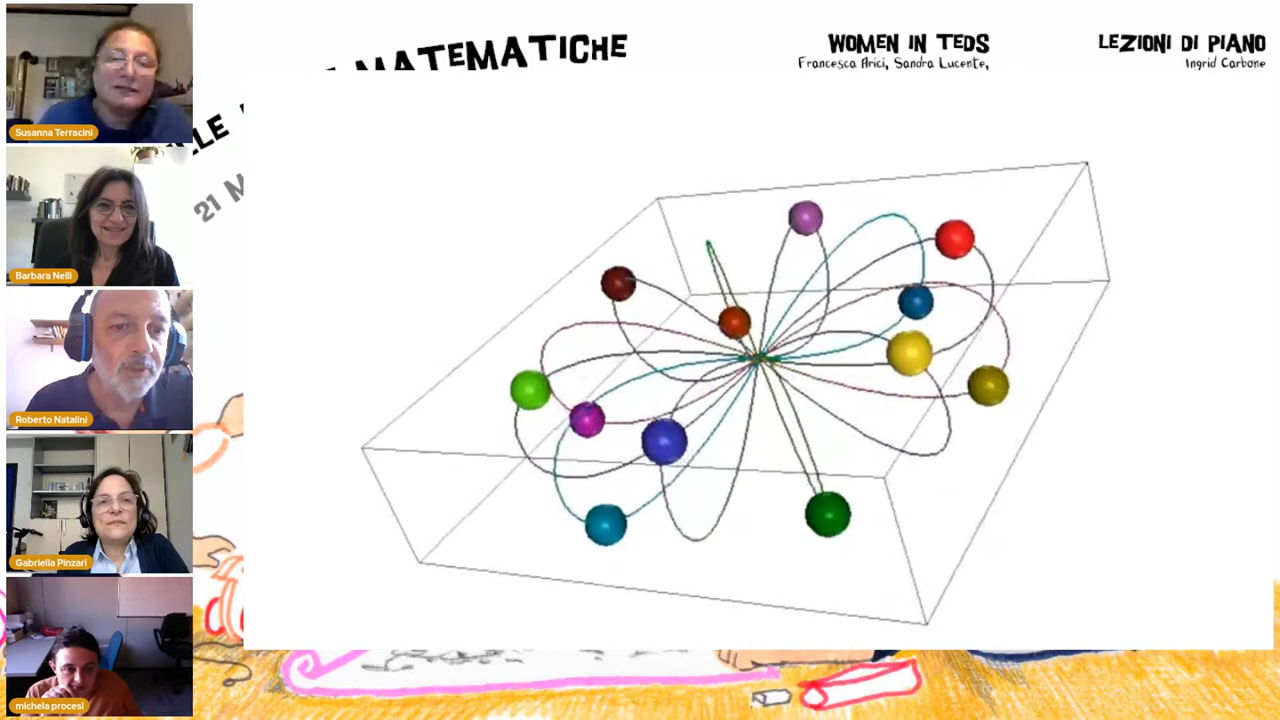 MATEMATICHE
LLE
21 M
WOMEN IN TEDS
Francesca Arici, Sandra Lucente,
LEZIONI DI PIANO
Ingrid Carbone
Susanna Terracini
Barbara Nelli
Roberto Natalini
Gabriella Pinzari
michela procesi